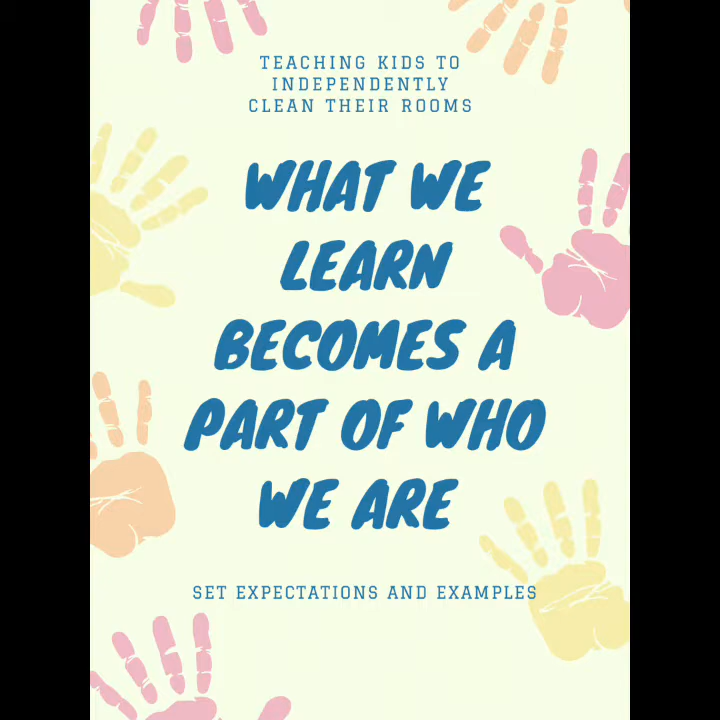 TEACHING KIDS TO
INDEPENDENTLY
CLEAN THEIR ROOMS
WHAT WE
LEARN
BECOMES A
PART OF WHO
WE ARE
SET EXPECTATIONS AND EXAMPLES